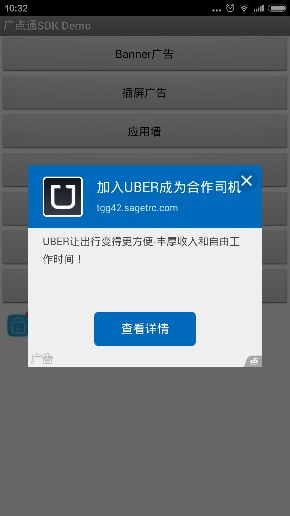 10:32
广点通SDK Demo
Banner广告
插屏广告
应用墙
加入UBER成为合作司机
tgg42.sagetrc.com
UBER让出行变得更方便-丰厚收入和自由工
作时间！
查看详情
广告